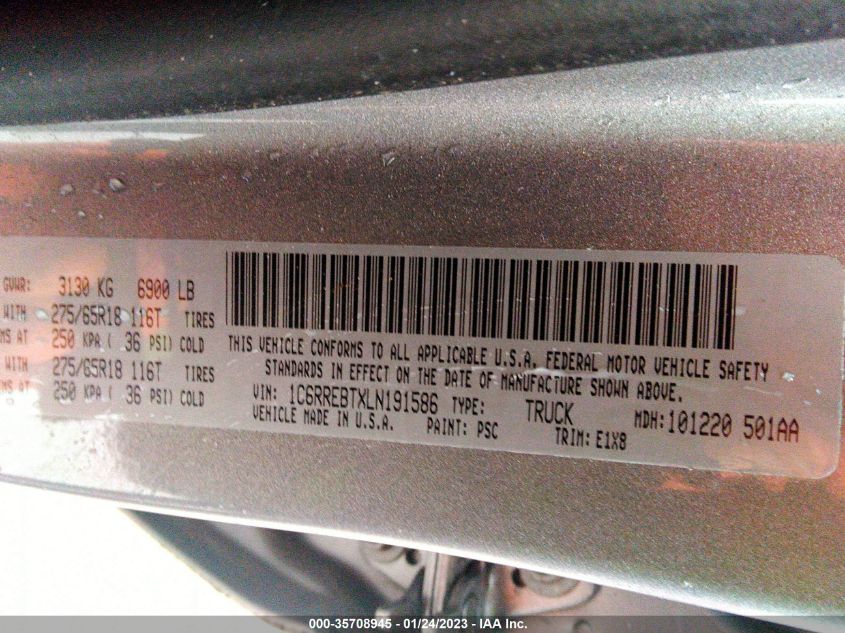 GVWR: 3130 KG 6900 LB
WITH 275/65R18 116T TIRES
MS AT 250 KPA ( 36 PSI) COLD
WITH 275/65R18 116T TIRES
MS AT 250 KPA ( 36 PSI) COLD
THIS VEHICLE CONFORMS TO ALL APPLICABLE U.S.A. FEDERAL MOTOR VEHICLE SAFETY
STANDARDS IN EFFECT ON THE DATE OF MANUFACTURE SHOWN ABOVE.
VIN: 1C6RREBTXLN191586 TYPE: TRUCK MDH:101220 501AA
VEHICLE MADE IN U.S.A. PAINT: PSC TRIM: E1X8
000-35708945 - 01/24/2023 - IAA Inc.